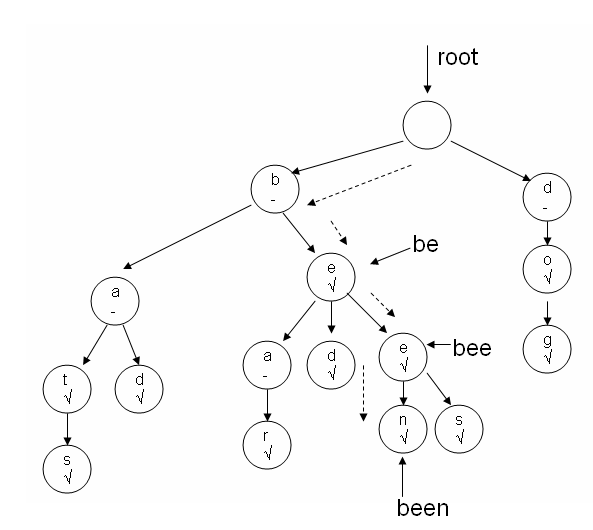 root
b
-
d
-
be
e
√
o
√
a
-
bee
e
√
g
√
a
-
d
√
t
√
d
√
n
√
s
√
r
√
s
√
been